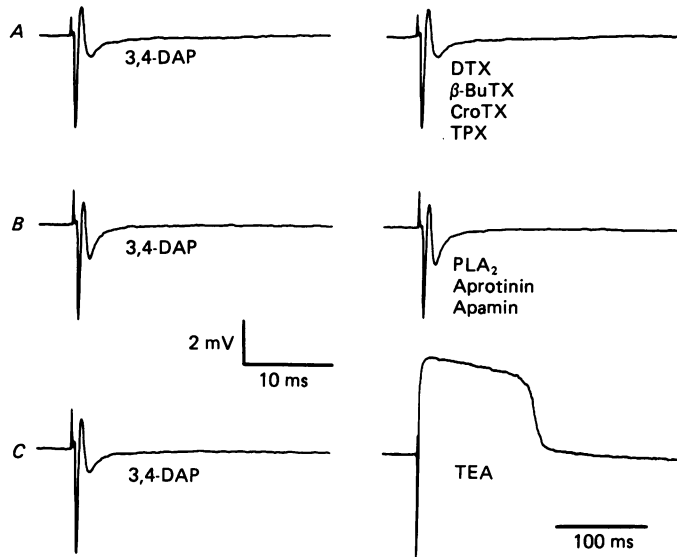 A
3,4-DAP
DTX
β-BuTX
CroTX
TPX
B
3,4-DAP
PLA₂
Aprotinin
Apamin
2 mV
10 ms
C
3,4-DAP
TEA
100 ms